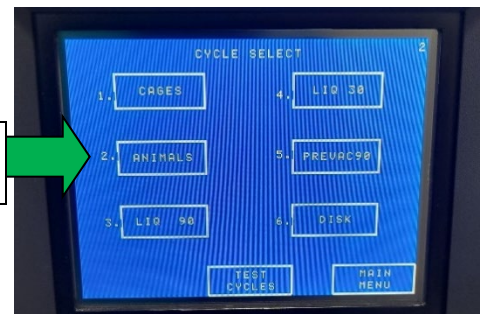 CYCLE SELECT
2
1. CAGES
2. ANIMALS
3. LIQ 90
4. LIQ 30
5. PREVAC90
6. DISK
TEST
CYCLES
MAIN
MENU